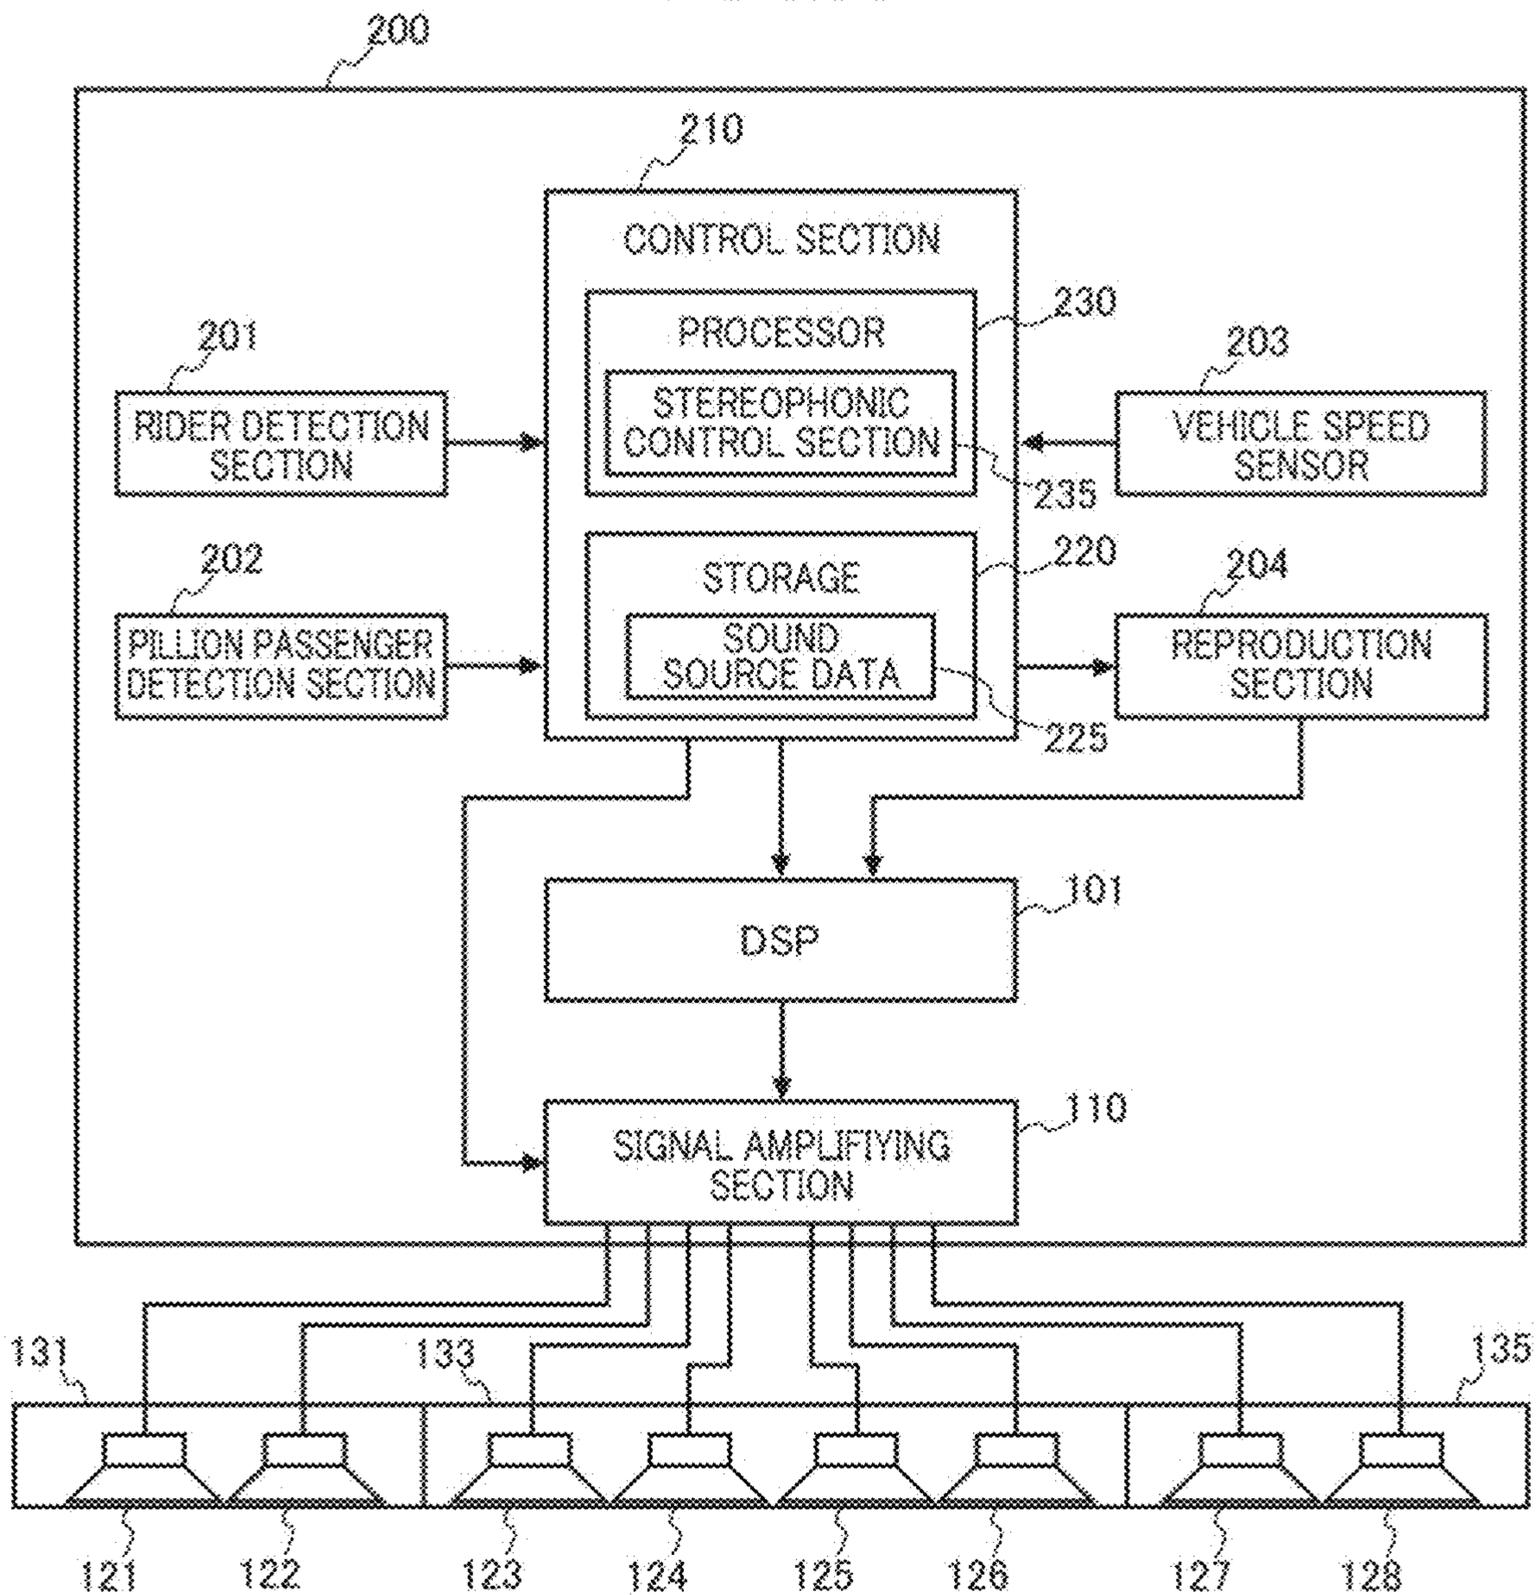 200
210
CONTROL SECTION
230
PROCESSOR
201
203
STEREOPHONIC
CONTROL SECTION
RIDER DETECTION
SECTION
VEHICLE SPEED
SENSOR
235
202
220
204
STORAGE
PILLION PASSENGER
DETECTION SECTION
SOUND
SOURCE DATA
REPRODUCTION
SECTION
225
101
DSP
110
SIGNAL AMPLIFIYING
SECTION
131
133
135
121
122
123
124
125
126
127
128